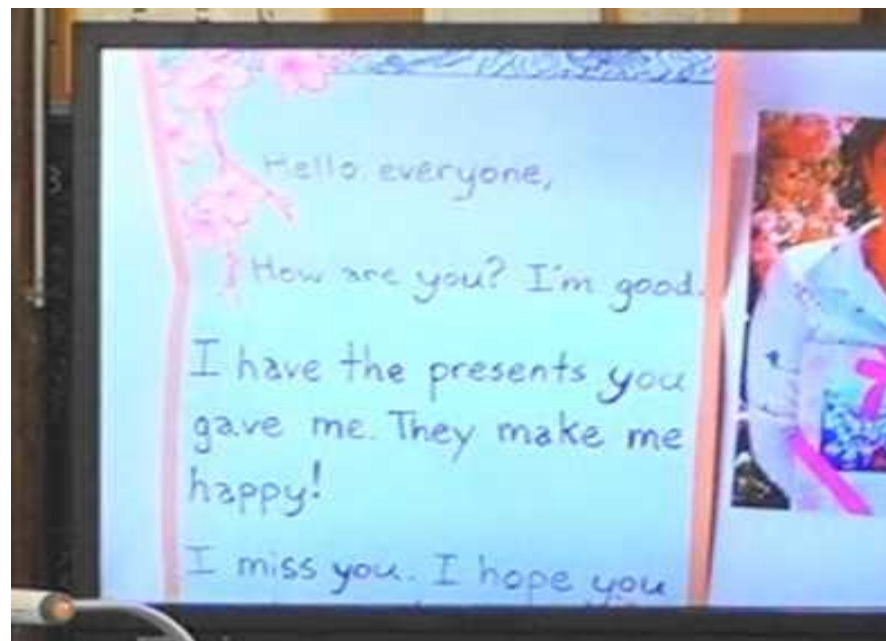 Hello everyone,
How are you? I'm good.
I have the presents you
gave me. They make me
happy!
I miss you. I hope you